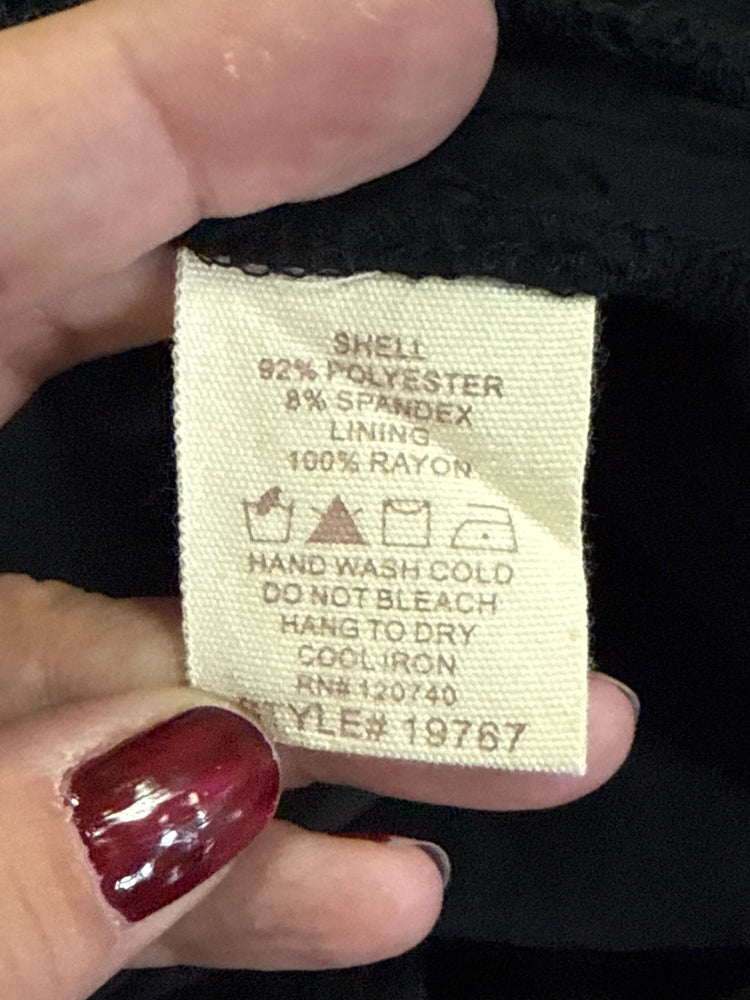 SHELL
92% POLYESTER
8% SPANDEX
LINING
100% RAYON
HAND WASH COLD
DO NOT BLEACH
HANG TO DRY
COOL IRON
RN# 120740
STYLE# 19767